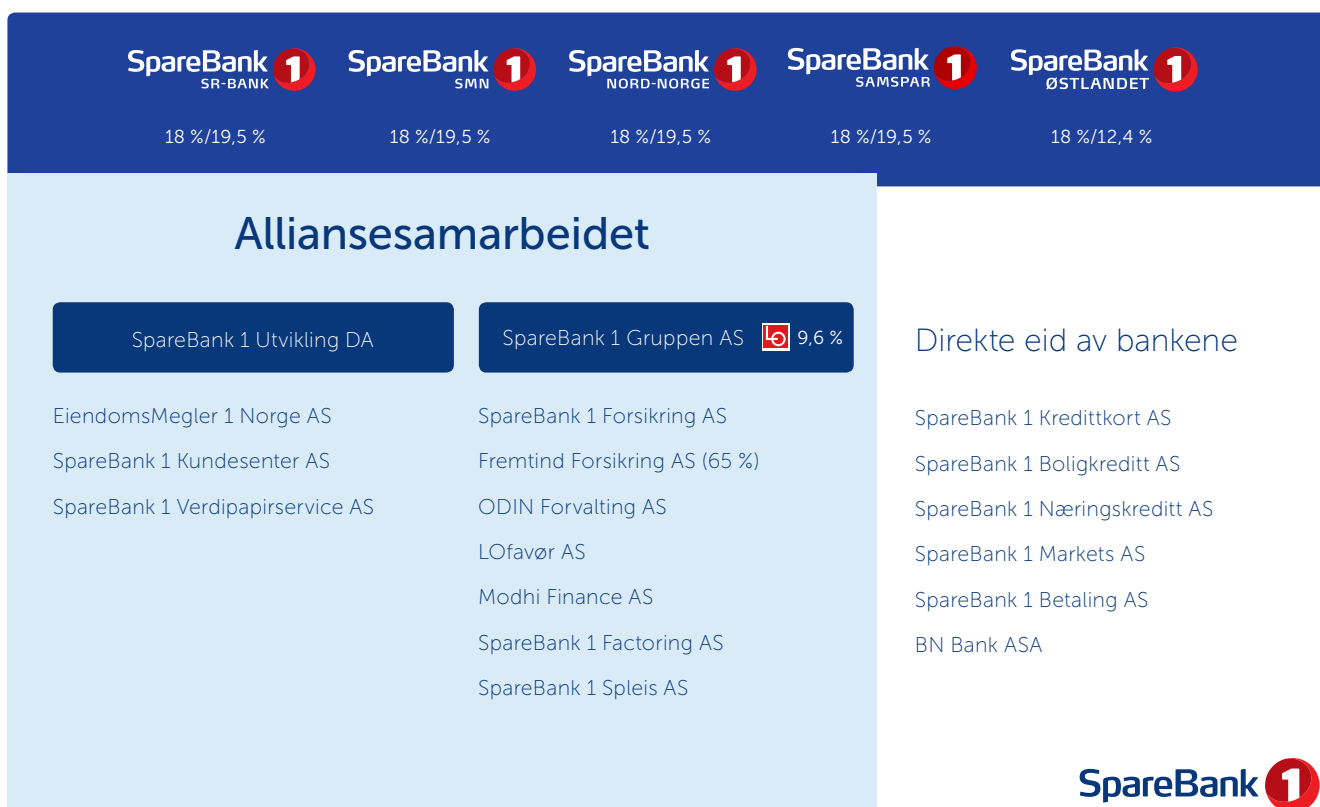 SpareBank 1
SR-BANK
SpareBank 1
SMN
SpareBank 1
NORD-NORGE
SpareBank 1
SAMSPAR
SpareBank 1
ØSTLANDET
18 %/19,5 %
18 %/19,5 %
18 %/19,5 %
18 %/19,5 %
18 %/12,4 %
Alliansesamarbeidet
SpareBank 1 Utvikling DA
EiendomsMegler 1 Norge AS
SpareBank 1 Kundesenter AS
SpareBank 1 Verdipapirservice AS
SpareBank 1 Gruppen AS LO 9,6 %
SpareBank 1 Forsikring AS
Fremtind Forsikring AS (65 %)
ODIN Forvalting AS
LOfavør AS
Modhi Finance AS
SpareBank 1 Factoring AS
SpareBank 1 Spleis AS
Direkte eid av bankene
SpareBank 1 Kredittkort AS
SpareBank 1 Boligkreditt AS
SpareBank 1 Næringskreditt AS
SpareBank 1 Markets AS
SpareBank 1 Betaling AS
BN Bank ASA
SpareBank 1